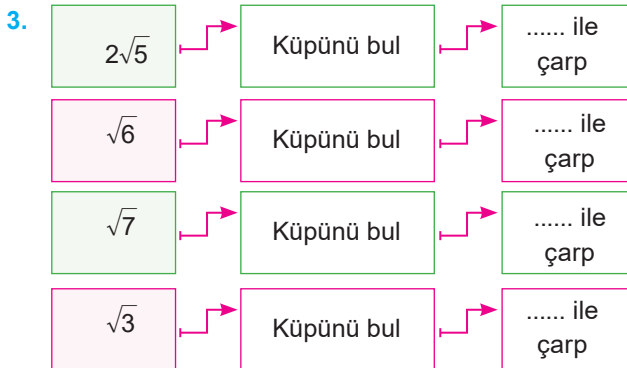 3.
2√5 Küpünü bul ...... ile çarp
√6 Küpünü bul ...... ile çarp
√7 Küpünü bul ...... ile çarp
√3 Küpünü bul ...... ile çarp